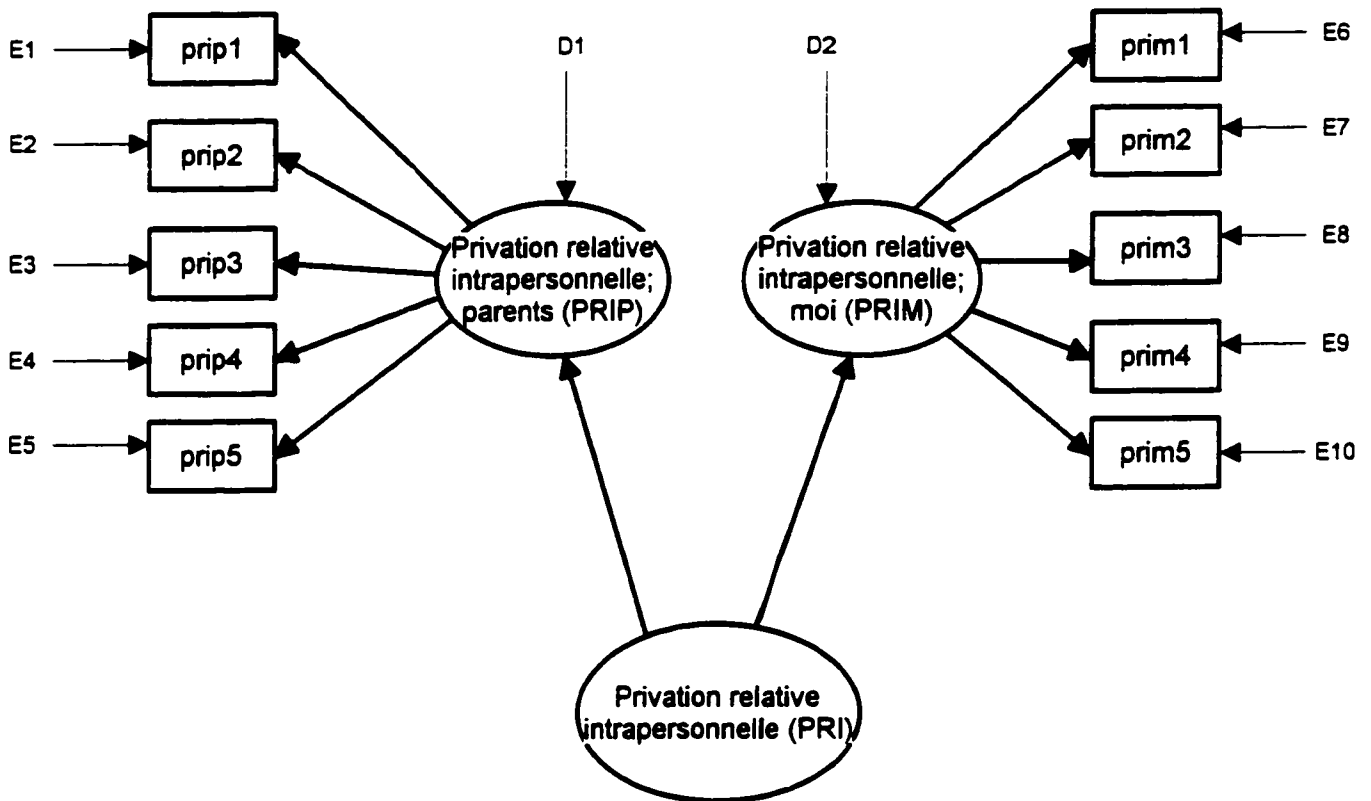 E1
prip1
D1
D2
prim1
E6
E2
prip2
prim2
E7
E3
prip3
Privation relative
intrapersonnelle;
parents (PRIP)
Privation relative
intrapersonnelle;
moi (PRIM)
prim3
E8
E4
prip4
prim4
E9
E5
prip5
prim5
E10
Privation relative
intrapersonnelle (PRI)